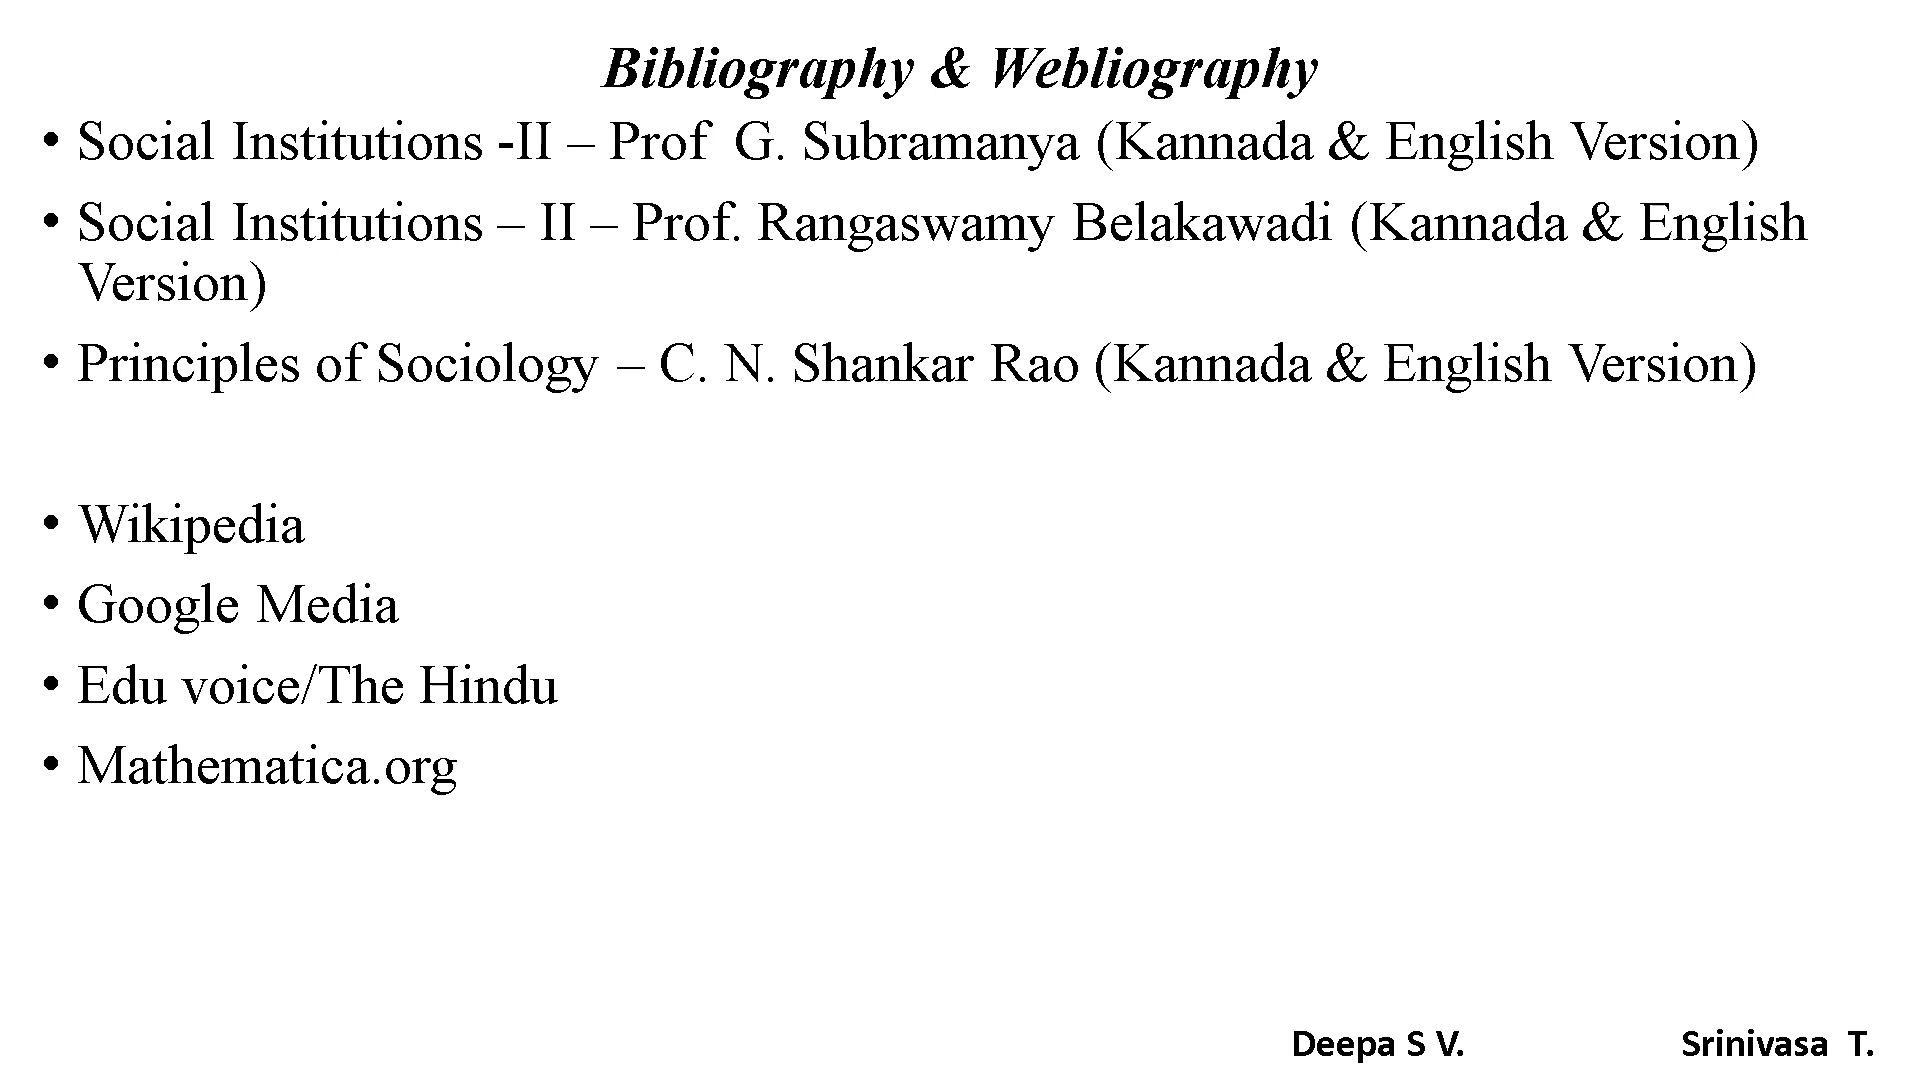 Bibliography & Webliography
• Social Institutions -II – Prof  G. Subramanya (Kannada & English Version)
• Social Institutions – II – Prof. Rangaswamy Belakawadi (Kannada & English
Version)
• Principles of Sociology – C. N. Shankar Rao (Kannada & English Version)
• Wikipedia
• Google Media
• Edu voice/The Hindu
• Mathematica.org
Deepa S V. Srinivasa  T.